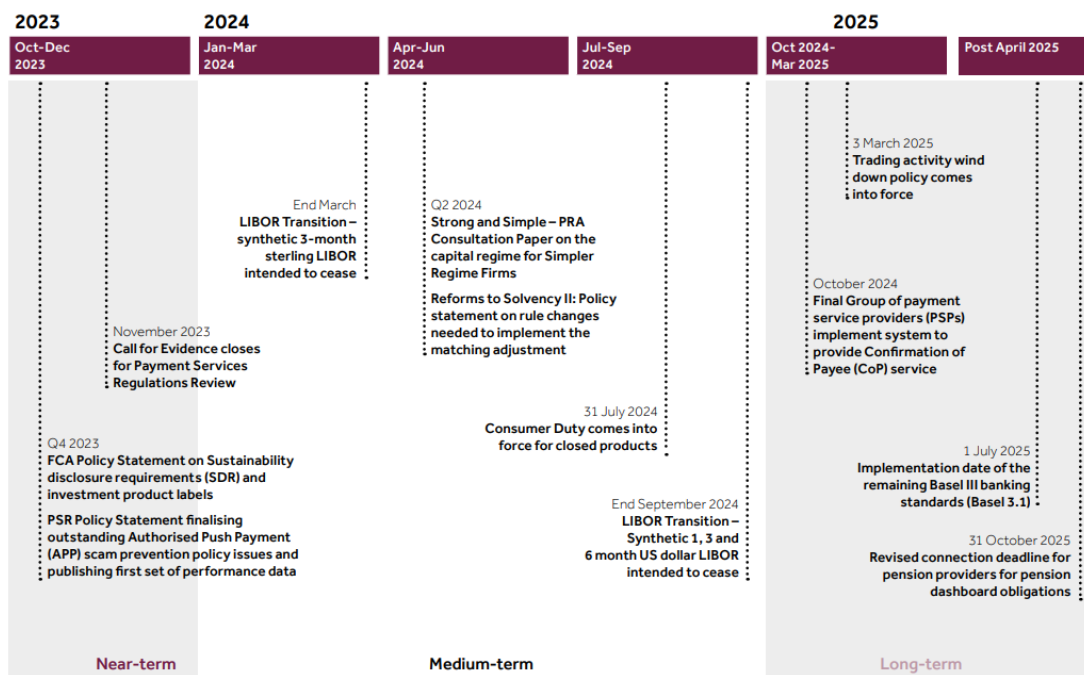 2023
2024
2025
Oct-Dec
2023
Jan-Mar
2024
Apr-Jun
2024
Jul-Sep
2024
Oct 2024-
Mar 2025
Post April 2025
3 March 2025
Trading activity wind
down policy comes
into force
End March
LIBOR Transition –
synthetic 3-month
sterling LIBOR
intended to cease
Q2 2024
Strong and Simple – PRA
Consultation Paper on the
capital regime for Simpler
Regime Firms
Reforms to Solvency II: Policy
statement on rule changes
needed to implement the
matching adjustment
October 2024
Final Group of payment
service providers (PSPs)
implement system to
provide Confirmation of
Payee (CoP) service
November 2023
Call for Evidence closes
for Payment Services
Regulations Review
31 July 2024
Consumer Duty comes into
force for closed products
Q4 2023
FCA Policy Statement on Sustainability
disclosure requirements (SDR) and
investment product labels
PSR Policy Statement finalising
outstanding Authorised Push Payment
(APP) scam prevention policy issues and
publishing first set of performance data
1 July 2025
Implementation date of the
remaining Basel III banking
standards (Basel 3.1)
End September 2024
LIBOR Transition –
Synthetic 1, 3 and
6 month US dollar LIBOR
intended to cease
31 October 2025
Revised connection deadline for
pension providers for pension
dashboard obligations
Near-term
Medium-term
Long-term